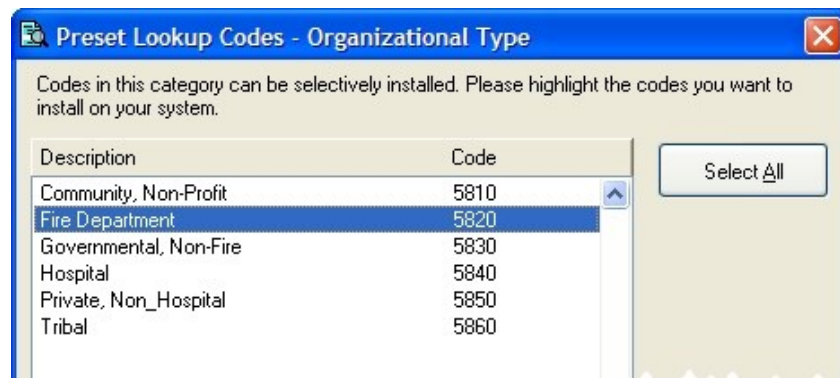 Preset Lookup Codes - Organizational Type
Codes in this category can be selectively installed. Please highlight the codes you want to
install on your system.
Description Code
Select All
Community, Non-Profit 5810
Fire Department 5820
Governmental, Non-Fire 5830
Hospital 5840
Private, Non_Hospital 5850
Tribal 5860